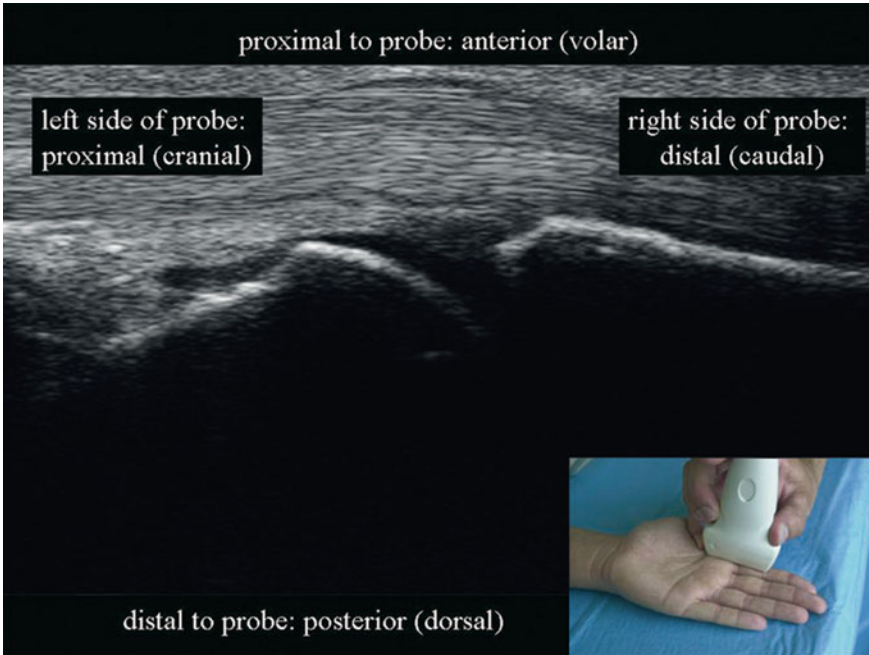 proximal to probe: anterior (volar)
left side of probe:
proximal (cranial)
right side of probe:
distal (caudal)
distal to probe: posterior (dorsal)